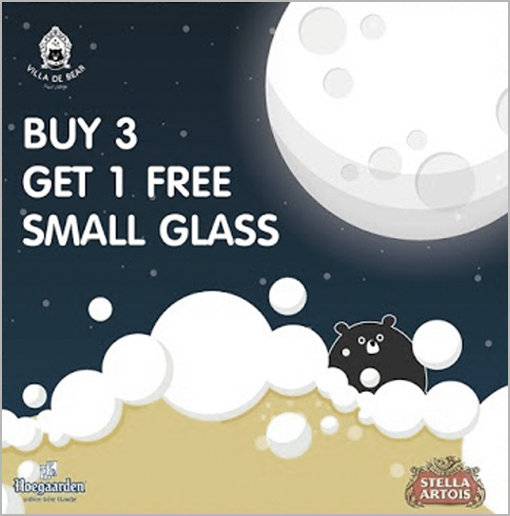 VILLA DE BEAR
BUY 3
GET 1 FREE
SMALL GLASS
Hoegaarden
STELLA
ARTOIS